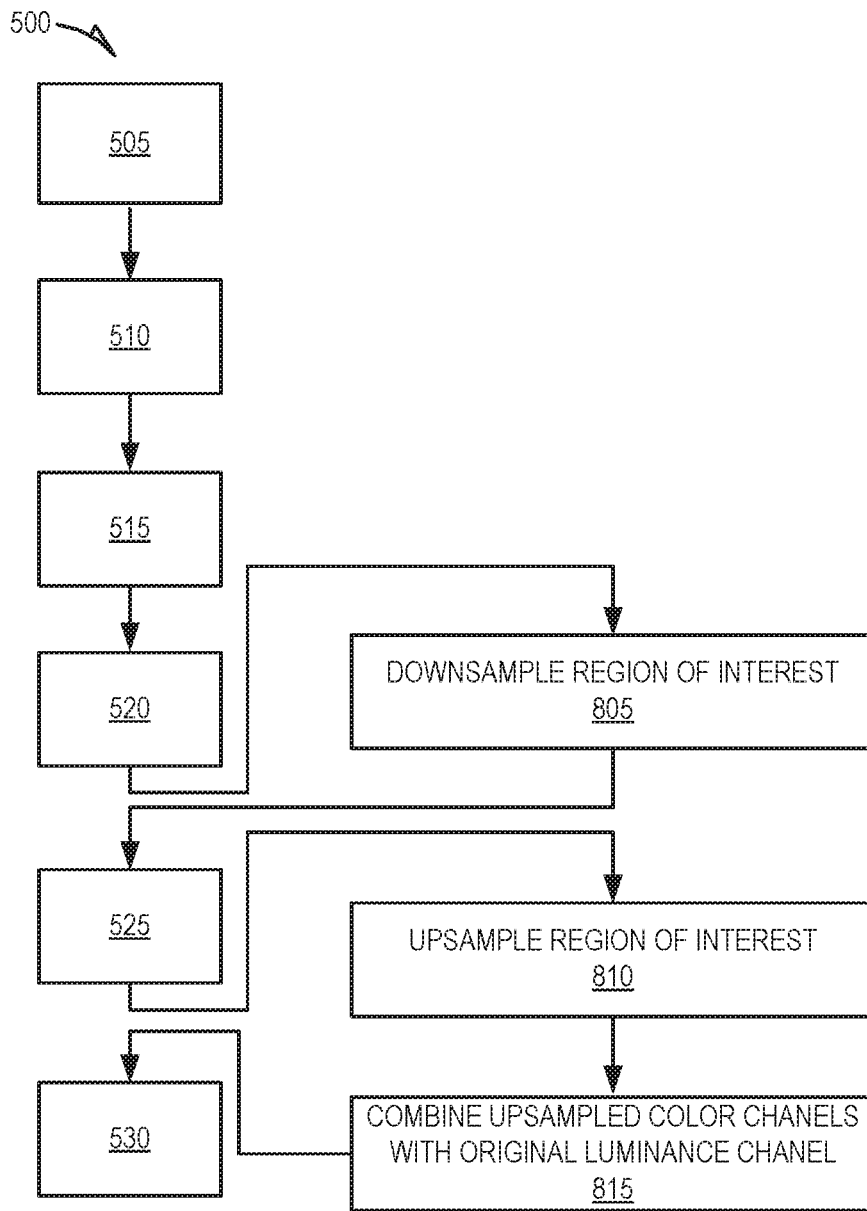 500
505
510
515
520
DOWNSAMPLE REGION OF INTEREST
805
525
UPSAMPLE REGION OF INTEREST
810
COMBINE UPSAMPLED COLOR CHANELS
WITH ORIGINAL LUMINANCE CHANEL
815
530